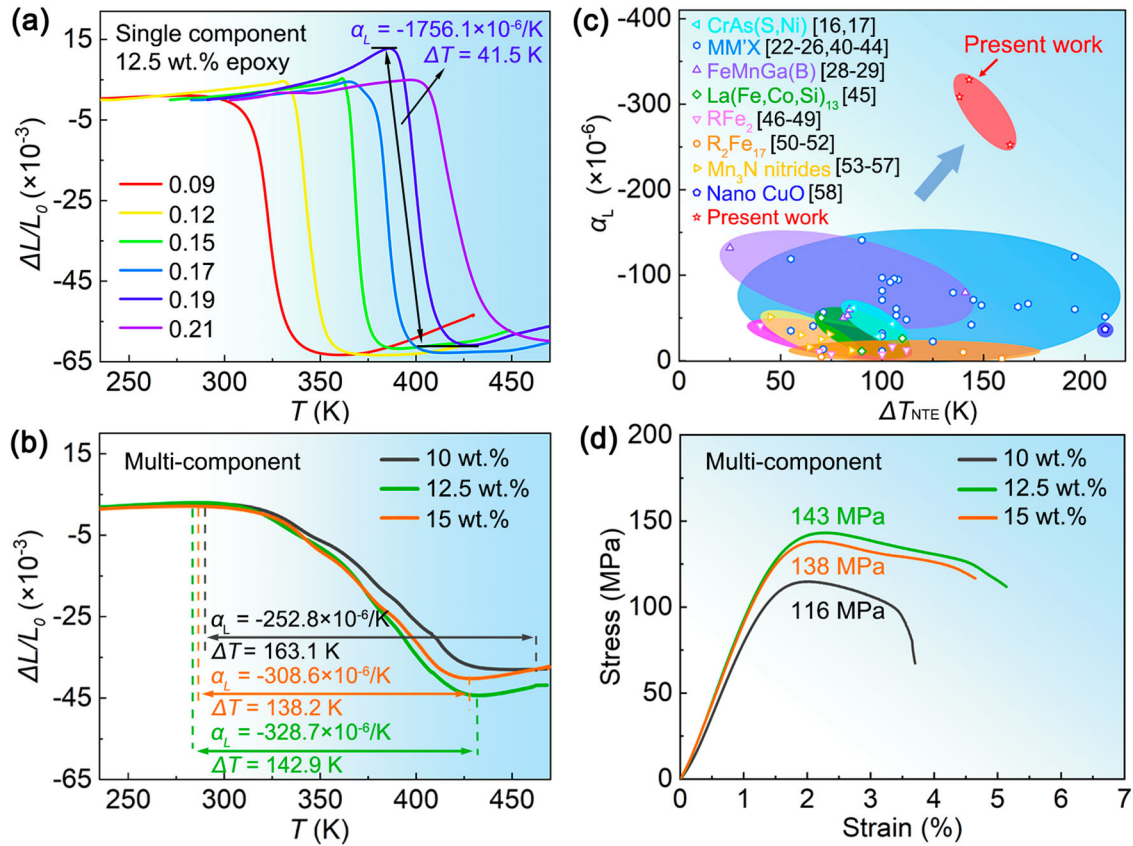 (a)
Single component
12.5 wt.% epoxy
α_L = -1756.1×10⁻⁶/K
ΔT = 41.5 K
0.09
0.12
0.15
0.17
0.19
0.21
15
-5
-25
-45
-65
ΔL/L₀ (×10⁻³)
250 300 350 400 450
T (K)
(c)
CrAs(S,Ni) [16,17]
MM'X [22-26,40-44]
FeMnGa(B) [28-29]
La(Fe,Co,Si)₁₃ [45]
RFe₂ [46-49]
R₂Fe₁₇ [50-52]
Mn₃N nitrides [53-57]
Nano CuO [58]
Present work
Present work
-400
-300
-200
-100
0
α_L (×10⁻⁶)
0 50 100 150 200
ΔT_NTE (K)
(b)
Multi-component
10 wt.%
12.5 wt.%
15 wt.%
α_L = -252.8×10⁻⁶/K
ΔT = 163.1 K
α_L = -308.6×10⁻⁶/K
ΔT = 138.2 K
α_L = -328.7×10⁻⁶/K
ΔT = 142.9 K
15
-5
-25
-45
-65
ΔL/L₀ (×10⁻³)
250 300 350 400 450
T (K)
(d)
Multi-component
10 wt.%
12.5 wt.%
15 wt.%
143 MPa
138 MPa
116 MPa
200
150
100
50
0
Stress (MPa)
0 1 2 3 4 5 6 7
Strain (%)